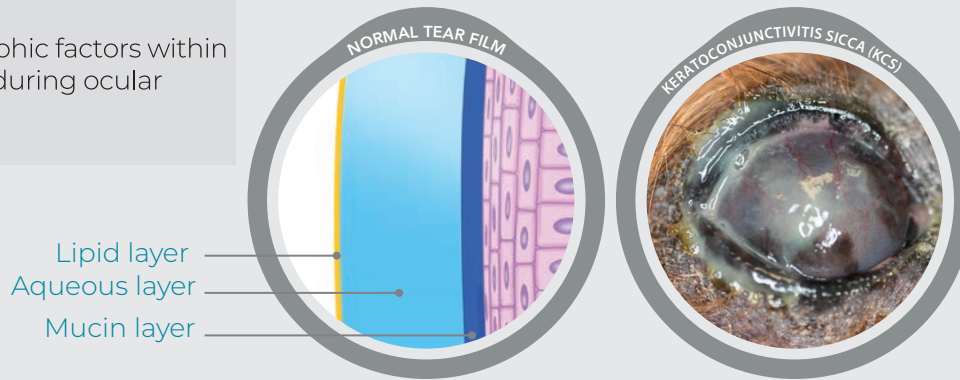 phic factors within
during ocular
NORMAL TEAR FILM
KERATOCONJUNCTIVITIS SICCA (KCS)
Lipid layer
Aqueous layer
Mucin layer